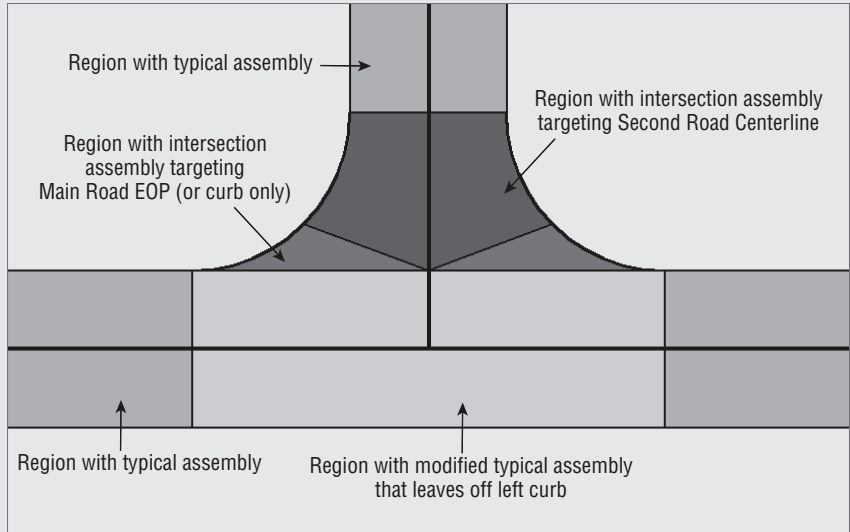 Region with typical assembly
Region with intersection assembly
targeting Second Road Centerline
Region with intersection
assembly targeting
Main Road EOP (or curb only)
Region with typical assembly
Region with modified typical assembly
that leaves off left curb